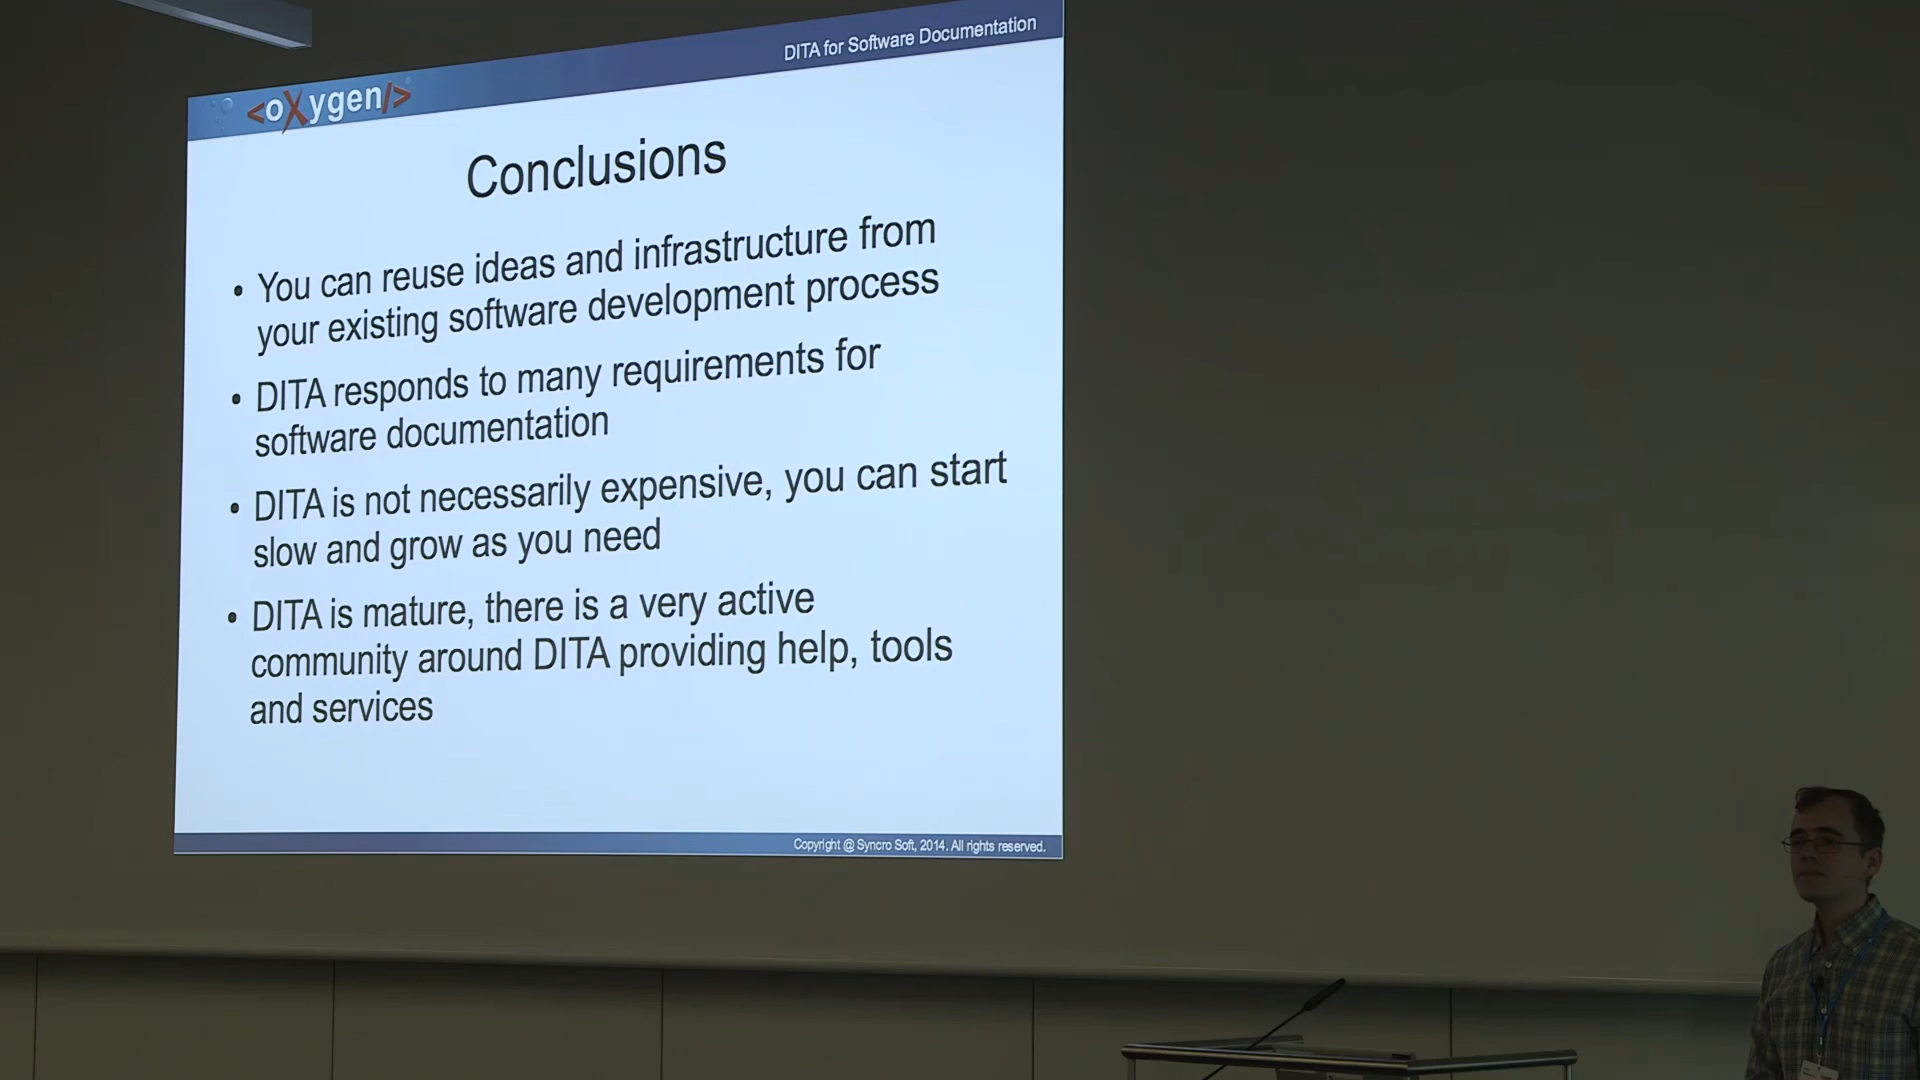 DITA for Software Documentation
<oXygen/>
Conclusions
• You can reuse ideas and infrastructure from
your existing software development process
• DITA responds to many requirements for
software documentation
• DITA is not necessarily expensive, you can start
slow and grow as you need
• DITA is mature, there is a very active
community around DITA providing help, tools
and services
Copyright @ Syncro Soft, 2014. All rights reserved.